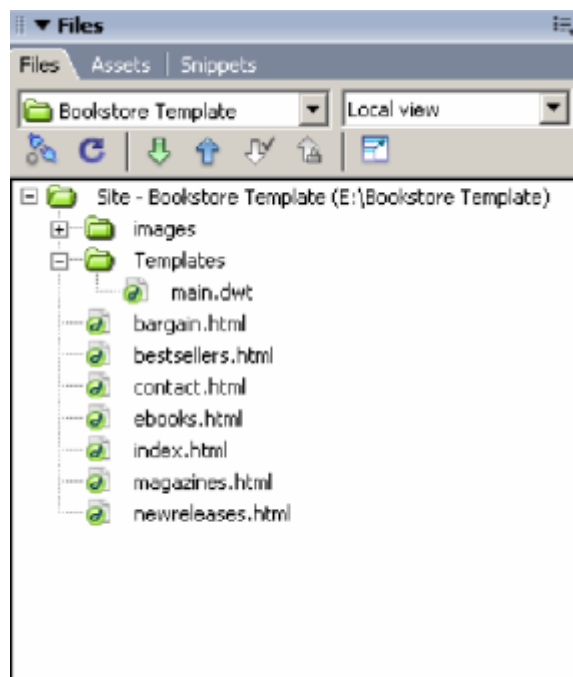 Files
Files Assets Snippets
Bookstore Template Local view
Site - Bookstore Template (E:\Bookstore Template)
images
Templates
main.dwt
bargain.html
bestsellers.html
contact.html
ebooks.html
index.html
magazines.html
newreleases.html